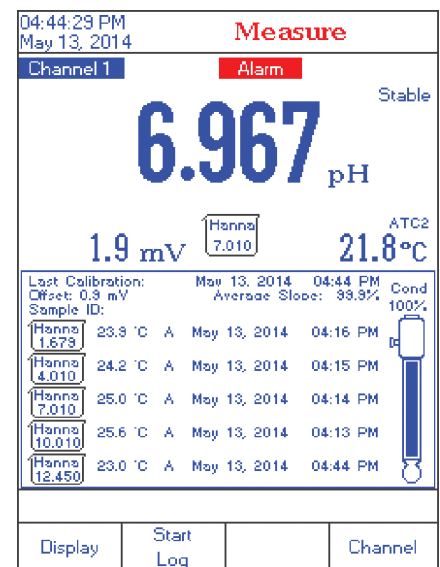 04:44:29 PM
May 13, 2014
Measure
Channel 1
Alarm
Stable
6.967 pH
1.9 mV
Hanna
7.010
ATC2
21.8°C
Last Calibration: May 13, 2014 04:44 PM
Offset: 0.9 mV Average Slope: 99.9%
Sample ID:
Cond
100%
Hanna
1.679
23.9 °C A May 13, 2014 04:16 PM
Hanna
4.010
24.2 °C A May 13, 2014 04:15 PM
Hanna
7.010
25.0 °C A May 13, 2014 04:14 PM
Hanna
10.010
25.6 °C A May 13, 2014 04:13 PM
Hanna
12.450
23.0 °C A May 13, 2014 04:44 PM
Display
Start
Log
Channel